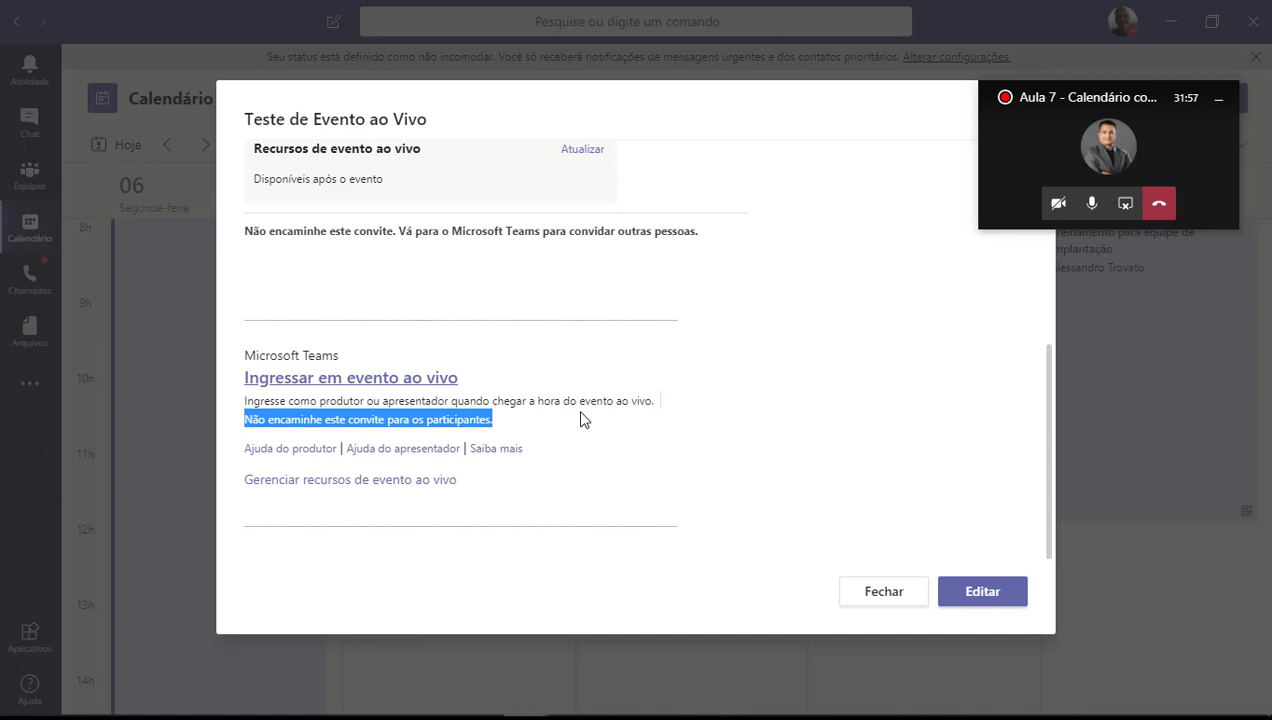 Pesquise ou digite um comando
Seu status está definido como não incomodar. Você só receberá notificações de mensagens urgentes e dos contatos prioritários. Alterar configurações.
Atividade
Chat
Equipes
Calendário
Chamadas
Arquivos
Aplicativos
Ajuda
Calendário
Hoje
06
Segunda-feira
8h
9h
10h
11h
12h
13h
14h
Teste de Evento ao Vivo
Recursos de evento ao vivo
Atualizar
Disponíveis após o evento
Não encaminhe este convite. Vá para o Microsoft Teams para convidar outras pessoas.
Microsoft Teams
Ingressar em evento ao vivo
Ingresse como produtor ou apresentador quando chegar a hora do evento ao vivo.
Não encaminhe este convite para os participantes.
Ajuda do produtor | Ajuda do apresentador | Saiba mais
Gerenciar recursos de evento ao vivo
Fechar
Editar
Aula 7 - Calendário co...
31:57
para equipe de
plantação
lessandro Trovato